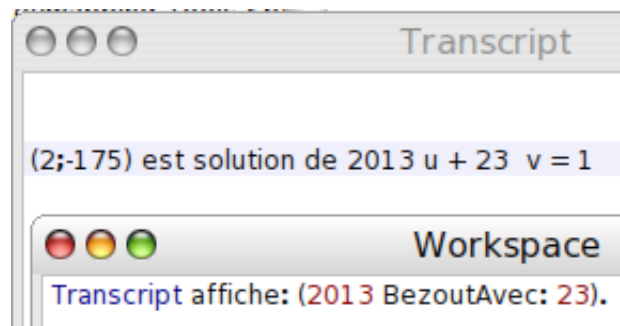 Transcript
(2;-175) est solution de 2013 u + 23 v = 1
Workspace
Transcript affiche: (2013 BezoutAvec: 23).